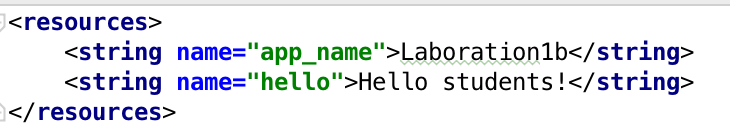 <resources>
    <string name="app_name">Laboration1b</string>
    <string name="hello">Hello students!</string>
</resources>